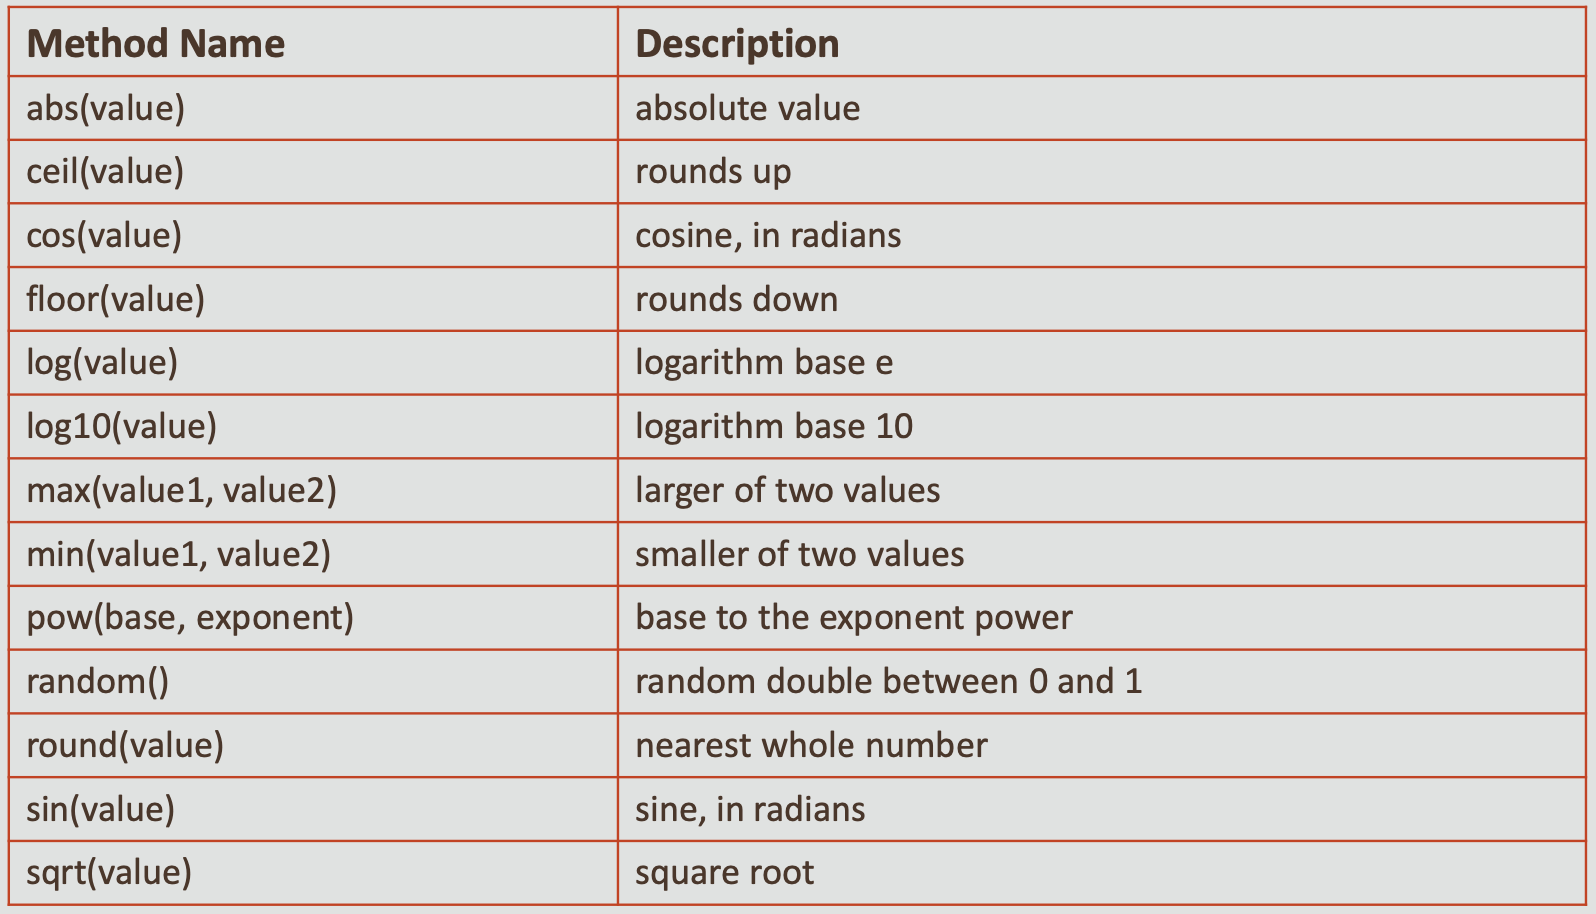 Method Name Description
abs(value) absolute value
ceil(value) rounds up
cos(value) cosine, in radians
floor(value) rounds down
log(value) logarithm base e
log10(value) logarithm base 10
max(value1, value2) larger of two values
min(value1, value2) smaller of two values
pow(base, exponent) base to the exponent power
random() random double between 0 and 1
round(value) nearest whole number
sin(value) sine, in radians
sqrt(value) square root